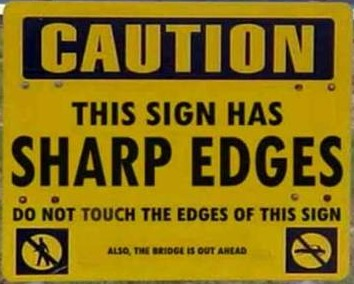 CAUTION
THIS SIGN HAS
SHARP EDGES
DO NOT TOUCH THE EDGES OF THIS SIGN
ALSO, THE BRIDGE IS OUT AHEAD